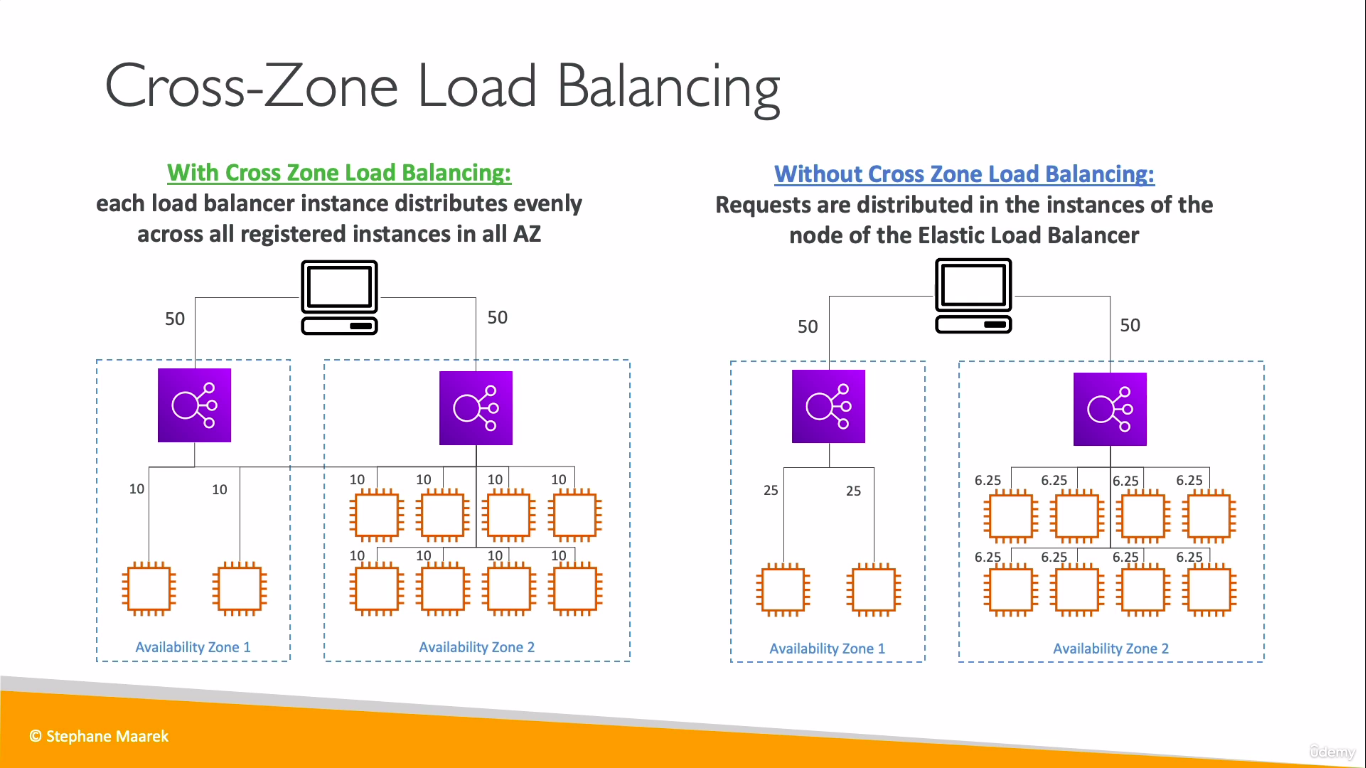 Cross-Zone Load Balancing
With Cross Zone Load Balancing:
each load balancer instance distributes evenly
across all registered instances in all AZ
50
50
10
10
10
10
10
10
10
10
10
10
Availability Zone 1
Availability Zone 2
Without Cross Zone Load Balancing:
Requests are distributed in the instances of the
node of the Elastic Load Balancer
50
50
25
25
6.25
6.25
6.25
6.25
6.25
6.25
6.25
6.25
Availability Zone 1
Availability Zone 2
© Stephane Maarek
ûdemy